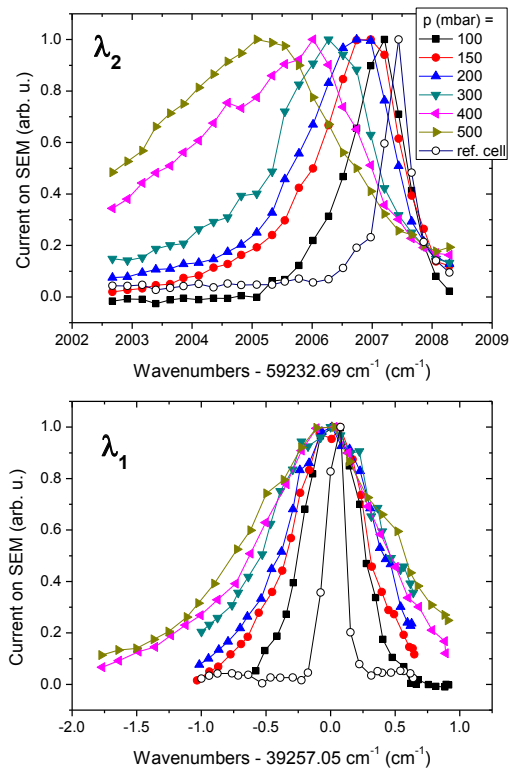 λ₂
p (mbar) =
100
150
200
300
400
500
ref. cell
Current on SEM (arb. u.)
1.0
0.8
0.6
0.4
0.2
0.0
2002 2003 2004 2005 2006 2007 2008 2009
Wavenumbers - 59232.69 cm⁻¹ (cm⁻¹)
λ₁
Current on SEM (arb. u.)
1.0
0.8
0.6
0.4
0.2
0.0
-2.0 -1.5 -1.0 -0.5 0.0 0.5 1.0
Wavenumbers - 39257.05 cm⁻¹ (cm⁻¹)